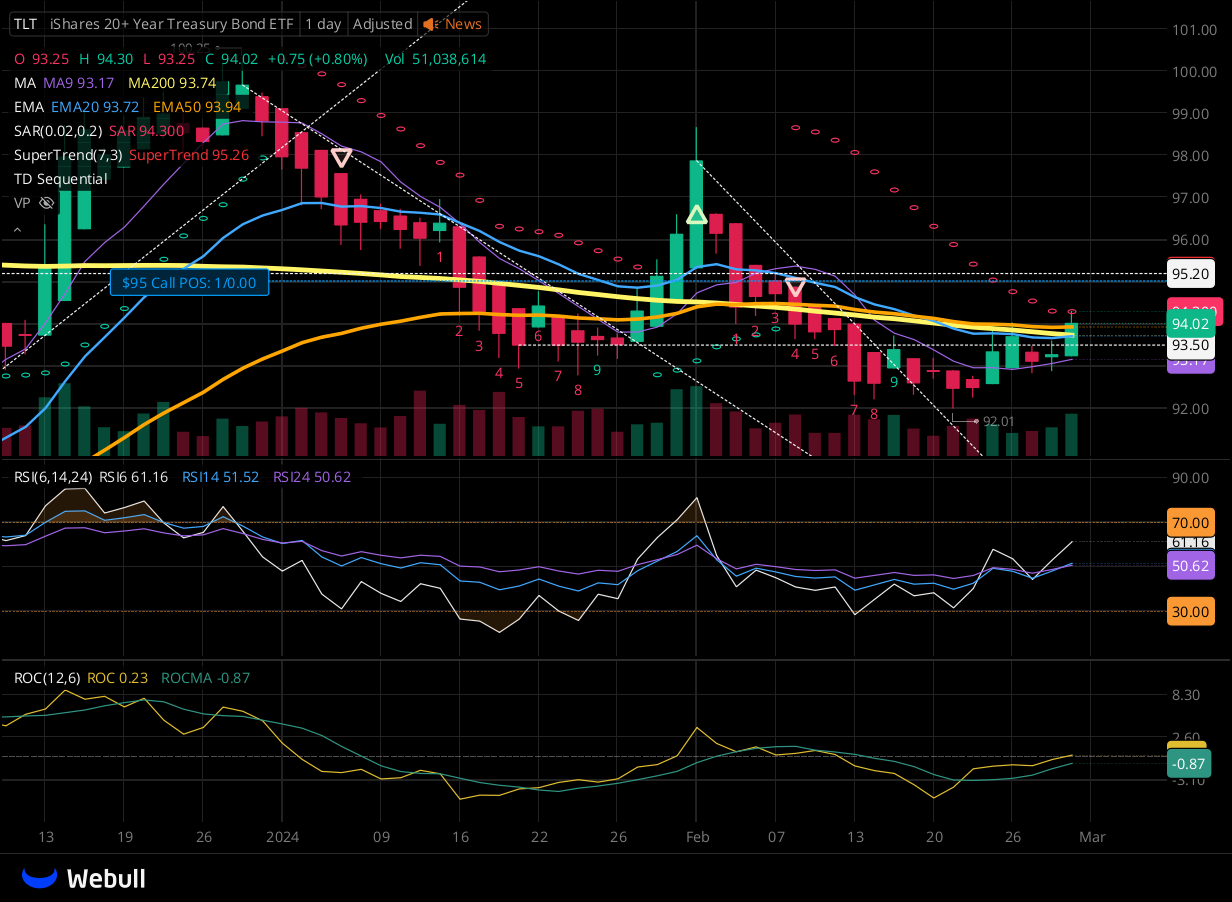 TLT iShares 20+ Year Treasury Bond ETF 1 day Adjusted News
101.00
O 93.25 H 94.30 L 93.25 C 94.02 +0.75 (+0.80%) Vol 51,038,614
100.00
MA MA9 93.17 MA200 93.74
EMA EMA20 93.72 EMA50 93.94
99.00
SAR(0.02,0.2) SAR 94.300
SuperTrend(7,3) SuperTrend 95.26
98.00
TD Sequential
VP
97.00
96.00
1
95.20
$95 Call POS: 1/0.00
94.02
2 3 4 5 6 7 8 9
93.50
1 2 3 4 5 6 7 8 9
92.00
92.01
RSI(6,14,24) RSI6 61.16 RSI14 51.52 RSI24 50.62
90.00
70.00
61.16
50.62
30.00
ROC(12,6) ROC 0.23 ROCMA -0.87
8.30
2.60
-0.87
-3.10
13 19 26 2024 09 16 22 26 Feb 07 13 20 26 Mar
Webull